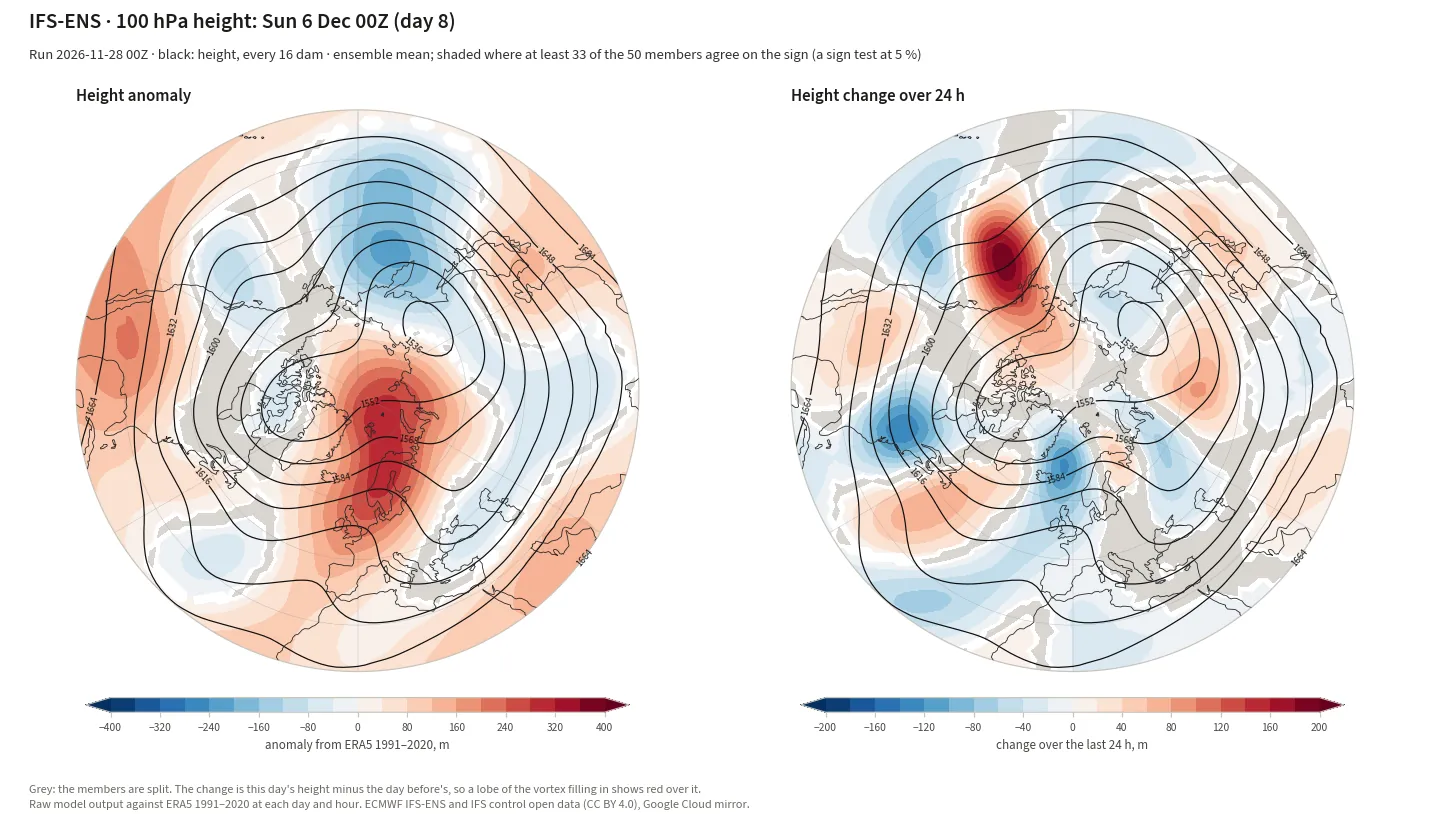 IFS-ENS · 100 hPa height: Sun 6 Dec 00Z (day 8)
Run 2026-11-28 00Z · black: height, every 16 dam · ensemble mean; shaded where at least 33 of the 50 members agree on the sign (a sign test at 5 %)
Height anomaly
Height change over 24 h
1648
1684
1632
1600
1536
1552
1664
1568
1584
1616
1664
1648
1684
1632
1600
1536
1552
1664
1568
1584
1616
1664
−400 −320 −240 −160 −80 0 80 160 240 320 400
anomaly from ERA5 1991–2020, m
−200 −160 −120 −80 −40 0 40 80 120 160 200
change over the last 24 h, m
Grey: the members are split. The change is this day's height minus the day before's, so a lobe of the vortex filling in shows red over it.
Raw model output against ERA5 1991–2020 at each day and hour. ECMWF IFS-ENS and IFS control open data (CC BY 4.0), Google Cloud mirror.